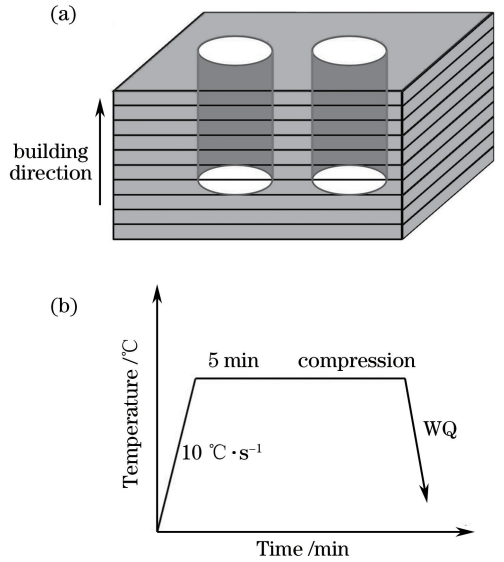 (a)
building
direction
(b)
Temperature /℃
5 min compression
10 ℃·s⁻¹
WQ
Time /min